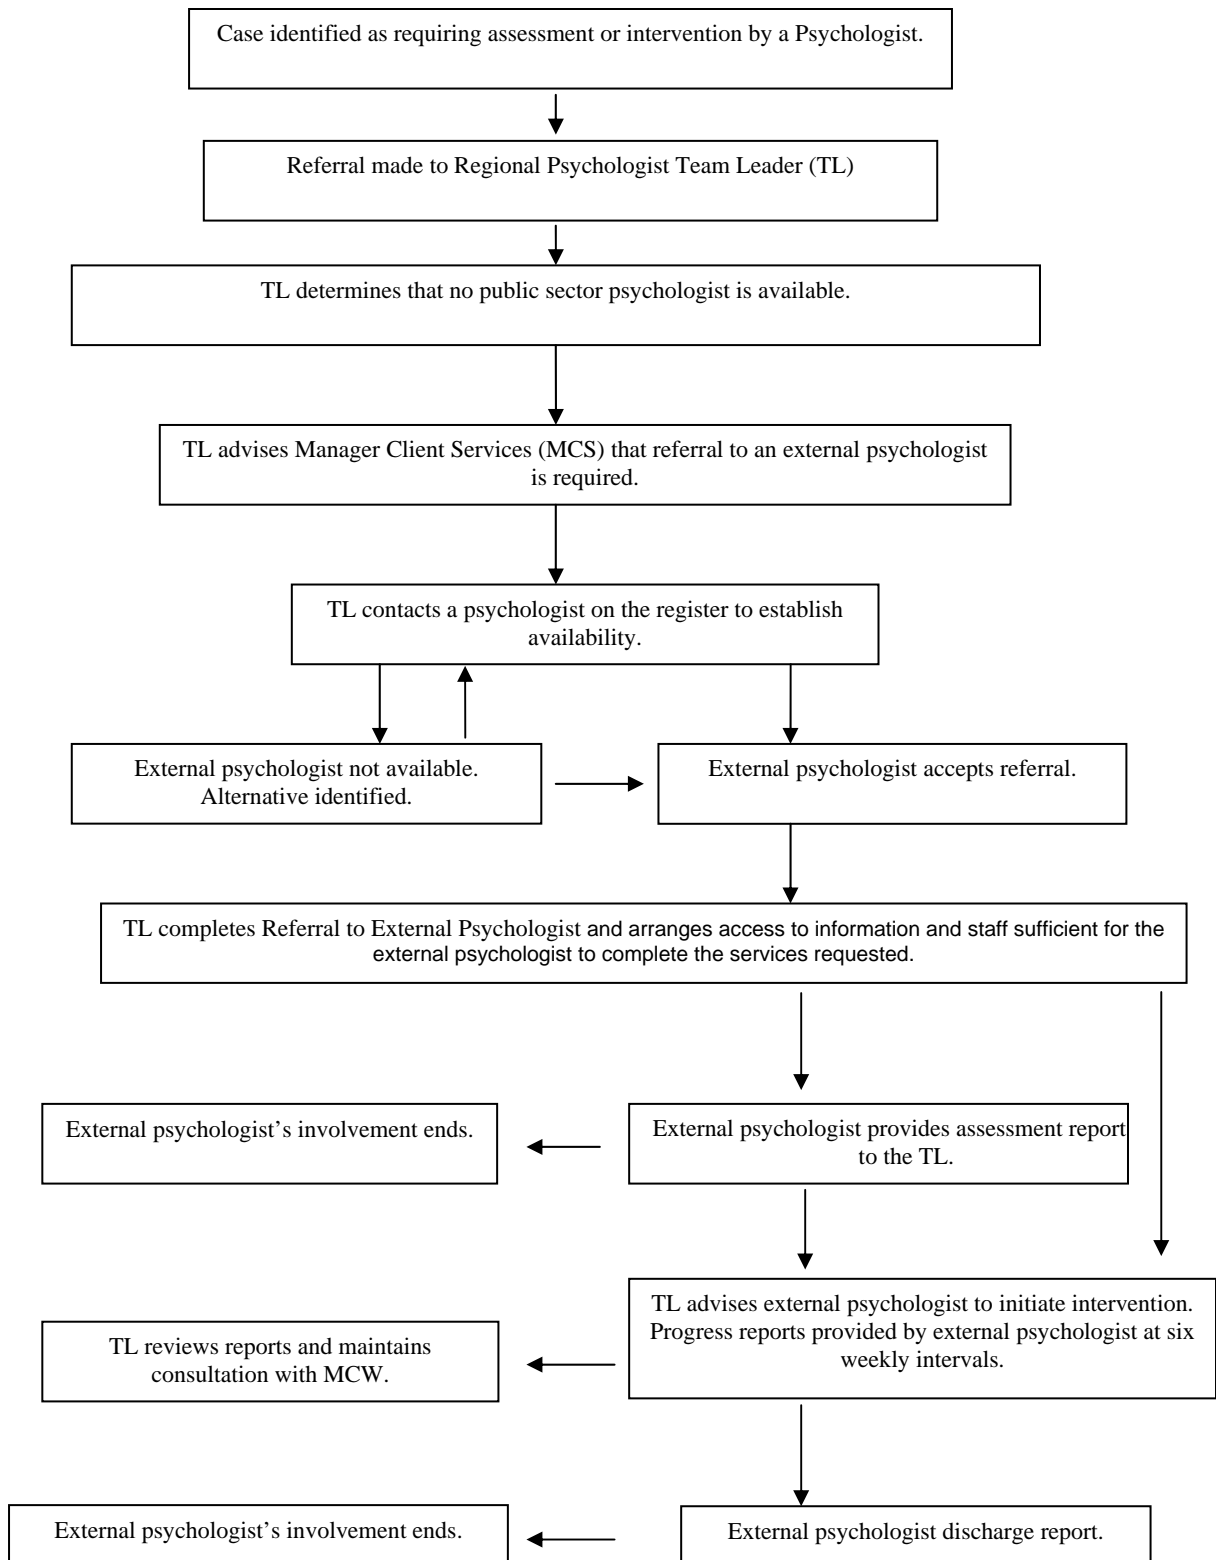 Case identified as requiring assessment or intervention by a Psychologist.
Referral made to Regional Psychologist Team Leader (TL)
TL determines that no public sector psychologist is available.
TL advises Manager Client Services (MCS) that referral to an external psychologist
is required.
TL contacts a psychologist on the register to establish
availability.
External psychologist not available.
Alternative identified.
External psychologist accepts referral.
TL completes Referral to External Psychologist and arranges access to information and staff sufficient for the
external psychologist to complete the services requested.
External psychologist’s involvement ends.
External psychologist provides assessment report
to the TL.
TL advises external psychologist to initiate intervention.
Progress reports provided by external psychologist at six
weekly intervals.
TL reviews reports and maintains
consultation with MCW.
External psychologist’s involvement ends.
External psychologist discharge report.